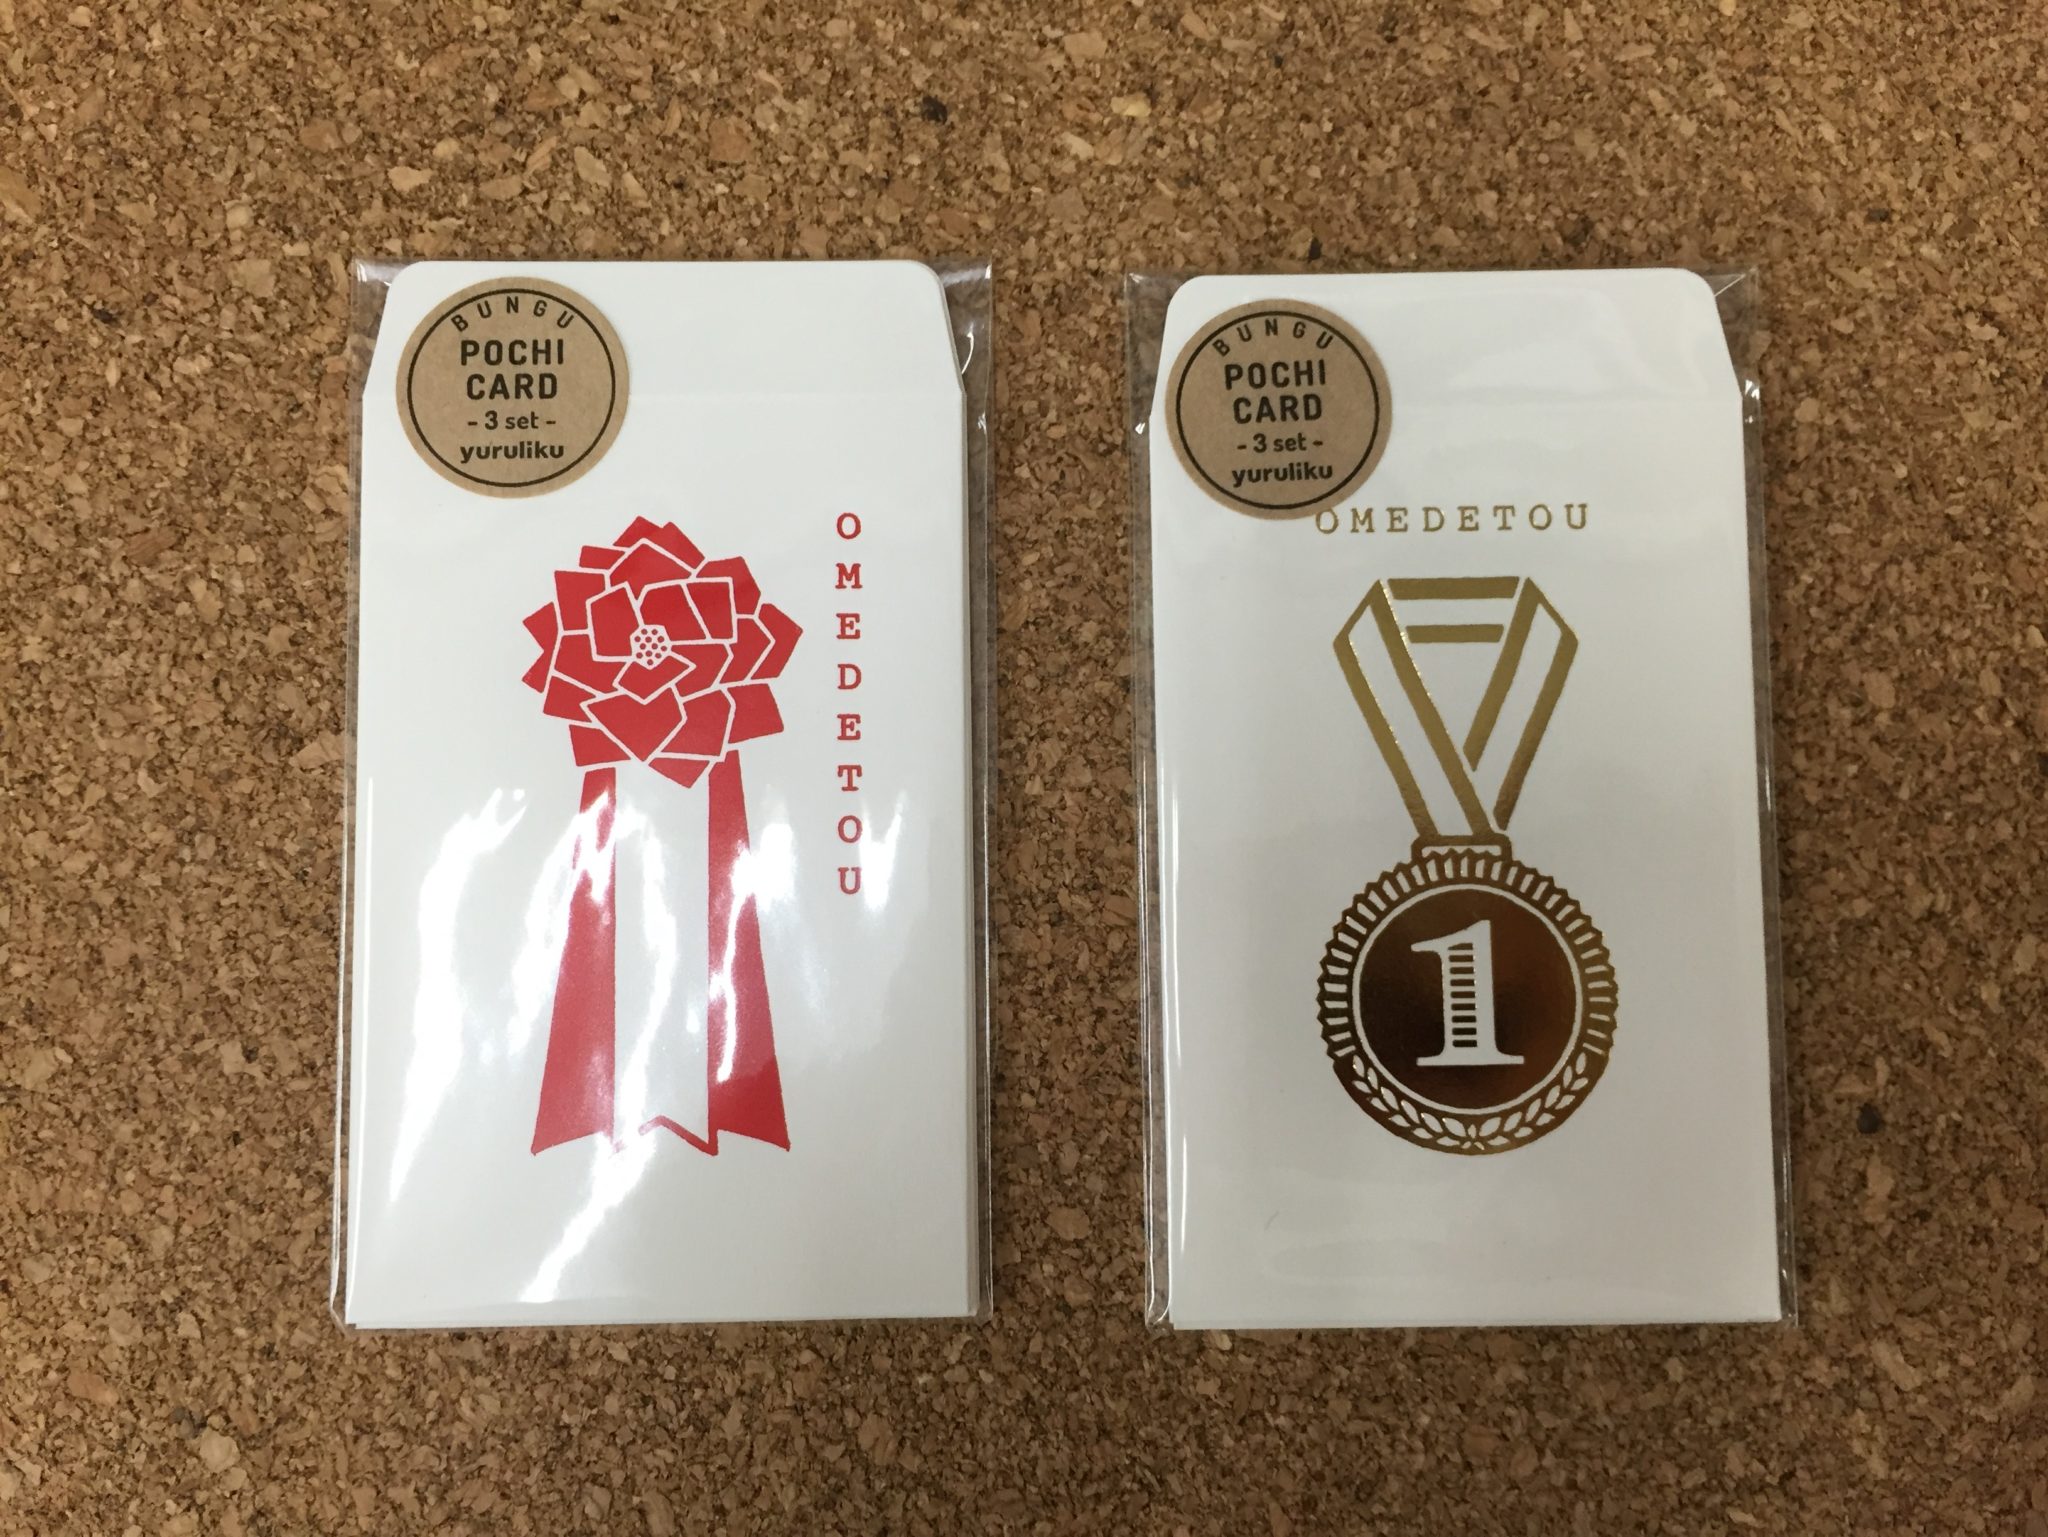 BUNGU
POCHI
CARD
- 3 set -
yuruliku
OMEDETOU
BUNGU
POCHI
CARD
- 3 set -
yuruliku
OMEDETOU
1